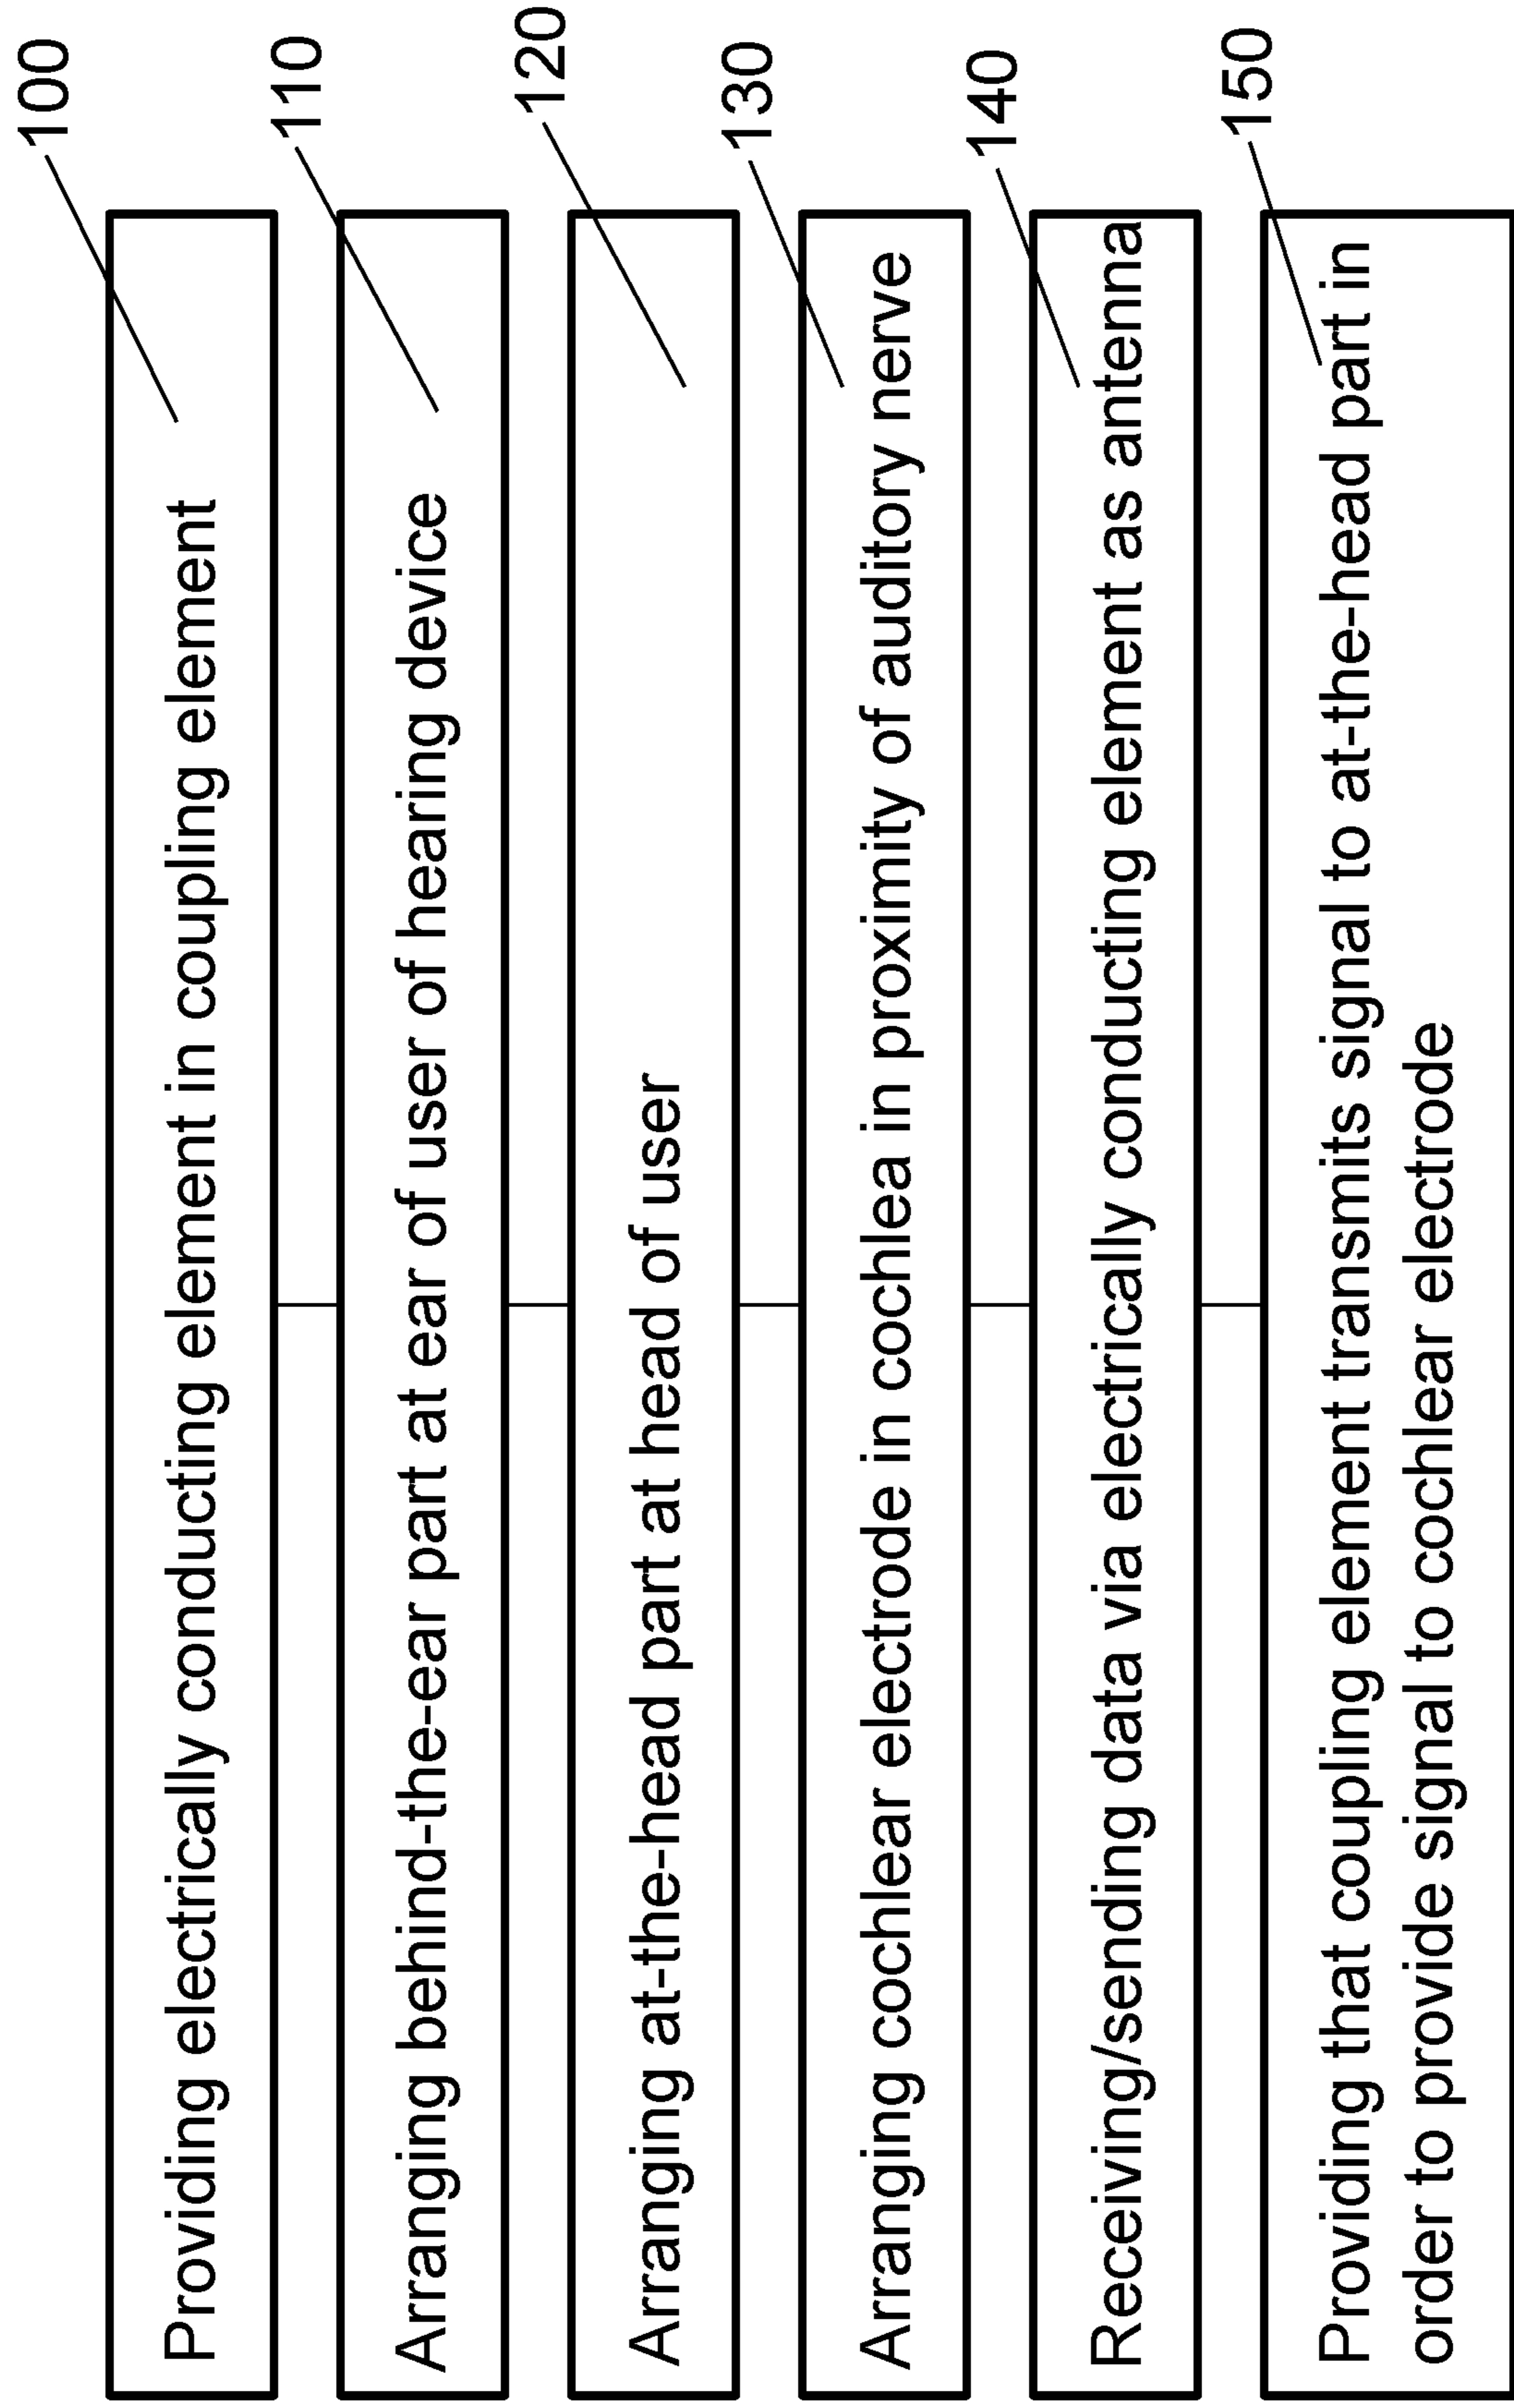 100
Providing electrically conducting element in coupling element
110
Arranging behind-the-ear part at ear of user of hearing device
120
Arranging at-the-head part at head of user
130
Arranging cochlear electrode in cochlea in proximity of auditory nerve
140
Receiving/sending data via electrically conducting element as antenna
150
Providing that coupling element transmits signal to at-the-head part in
order to provide signal to cochlear electrode